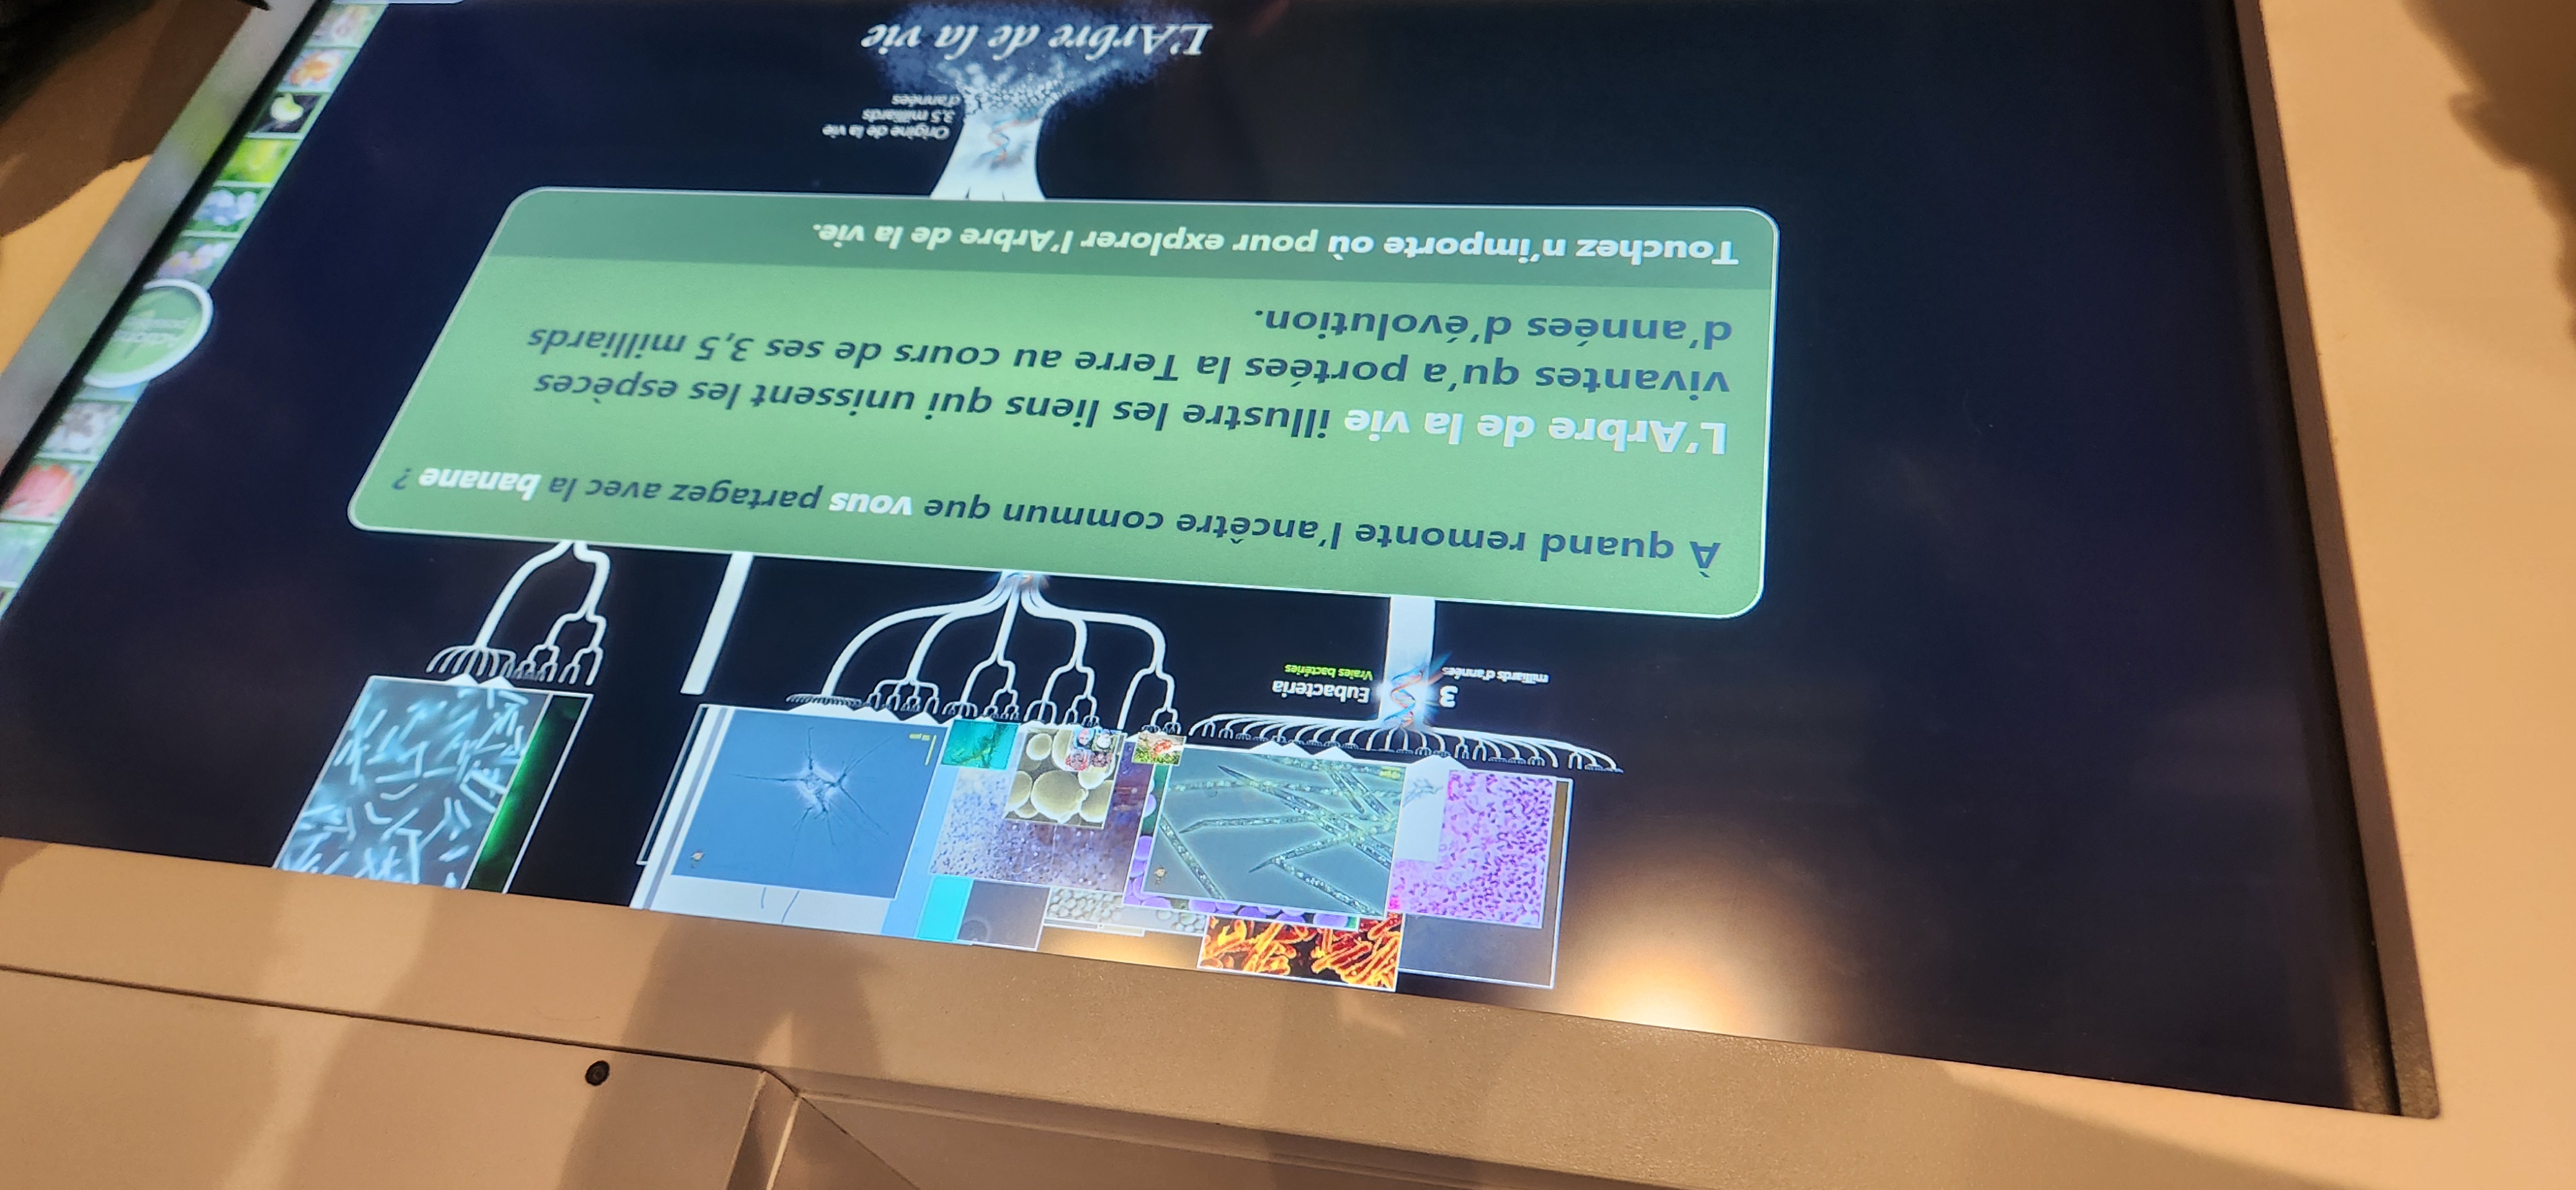 À quand remonte l'ancêtre commun que vous partagez avec la banane ?
L'Arbre de la vie illustre les liens qui unissent les espèces
vivantes qu'a portées la Terre au cours de ses 3,5 milliards
d'années d'évolution.
Touchez n'importe où pour explorer l'Arbre de la vie.
3
milliards d'années
Eubacteria
Vraies bactéries
Origine de la vie
3,5 milliards
d'années
L'Arbre de la vie